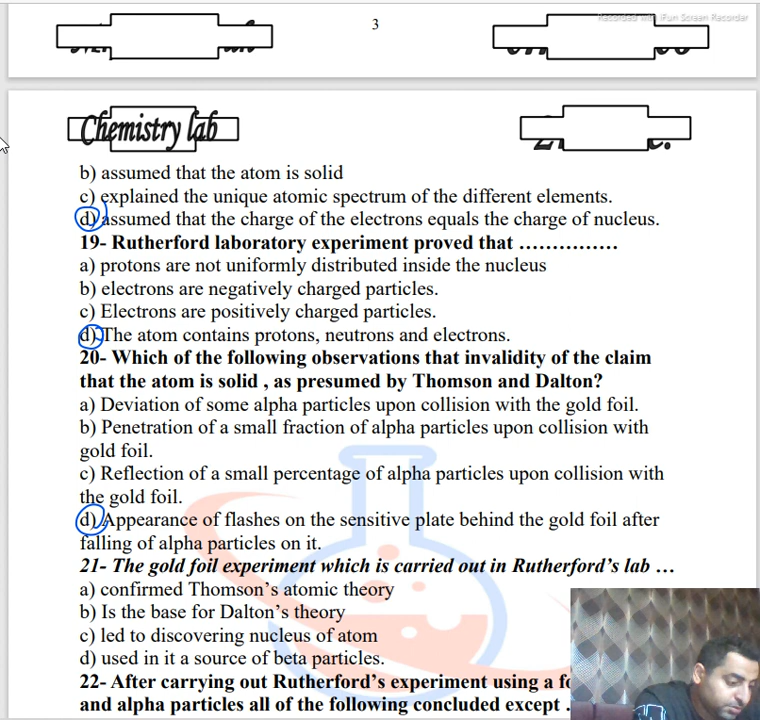 Recorded with iFun Screen Recorder
3
Chemistry lab
b) assumed that the atom is solid
c) explained the unique atomic spectrum of the different elements.
d) assumed that the charge of the electrons equals the charge of nucleus.
19- Rutherford laboratory experiment proved that ……………
a) protons are not uniformly distributed inside the nucleus
b) electrons are negatively charged particles.
c) Electrons are positively charged particles.
d) The atom contains protons, neutrons and electrons.
20- Which of the following observations that invalidity of the claim
that the atom is solid , as presumed by Thomson and Dalton?
a) Deviation of some alpha particles upon collision with the gold foil.
b) Penetration of a small fraction of alpha particles upon collision with
gold foil.
c) Reflection of a small percentage of alpha particles upon collision with
the gold foil.
d) Appearance of flashes on the sensitive plate behind the gold foil after
falling of alpha particles on it.
21- The gold foil experiment which is carried out in Rutherford’s lab …
a) confirmed Thomson’s atomic theory
b) Is the base for Dalton’s theory
c) led to discovering nucleus of atom
d) used in it a source of beta particles.
22- After carrying out Rutherford’s experiment using a
and alpha particles all of the following concluded except .